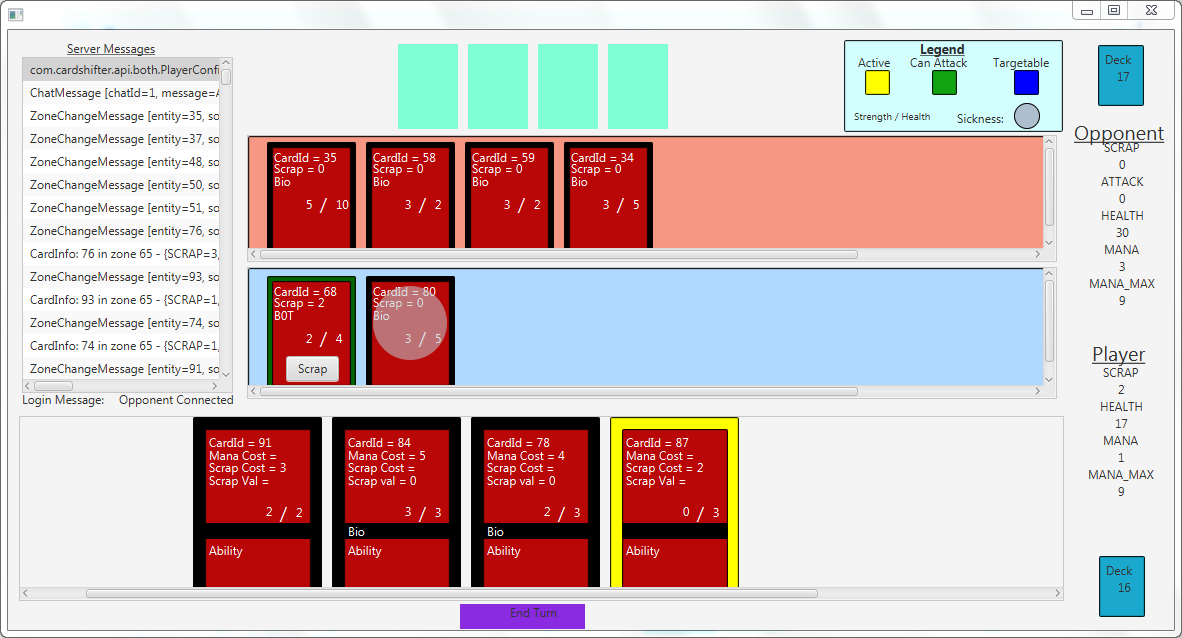 Server Messages
com.cardshifter.api.both.PlayerConfi
ChatMessage [chatId=1, message=A
ZoneChangeMessage [entity=35, so
ZoneChangeMessage [entity=37, so
ZoneChangeMessage [entity=48, so
ZoneChangeMessage [entity=50, so
ZoneChangeMessage [entity=51, so
ZoneChangeMessage [entity=76, so
CardInfo: 76 in zone 65 - {SCRAP=3,
ZoneChangeMessage [entity=93, so
CardInfo: 93 in zone 65 - {SCRAP=1,
ZoneChangeMessage [entity=74, so
CardInfo: 74 in zone 65 - {SCRAP=1,
ZoneChangeMessage [entity=91, so
Login Message: Opponent Connected
Legend
Active Can Attack Targetable
Strength / Health Sickness:
Deck
17
Opponent
SCRAP
0
ATTACK
0
HEALTH
30
MANA
3
MANA_MAX
9
CardId = 35
Scrap = 0
Bio
5 / 10
CardId = 58
Scrap = 0
Bio
3 / 2
CardId = 59
Scrap = 0
Bio
3 / 2
CardId = 34
Scrap = 0
Bio
3 / 5
CardId = 68
Scrap = 2
BOT
2 / 4
Scrap
CardId = 80
Scrap = 0
Bio
3 / 5
Player
SCRAP
2
HEALTH
17
MANA
1
MANA_MAX
9
CardId = 91
Mana Cost =
Scrap Cost = 3
Scrap Val =
2 / 2
Ability
CardId = 84
Mana Cost = 5
Scrap Cost =
Scrap val = 0
3 / 3
Bio
Ability
CardId = 78
Mana Cost = 4
Scrap Cost =
Scrap val = 0
2 / 3
Bio
Ability
CardId = 87
Mana Cost =
Scrap Cost = 2
Scrap Val =
0 / 3
Ability
Deck
16
End Turn